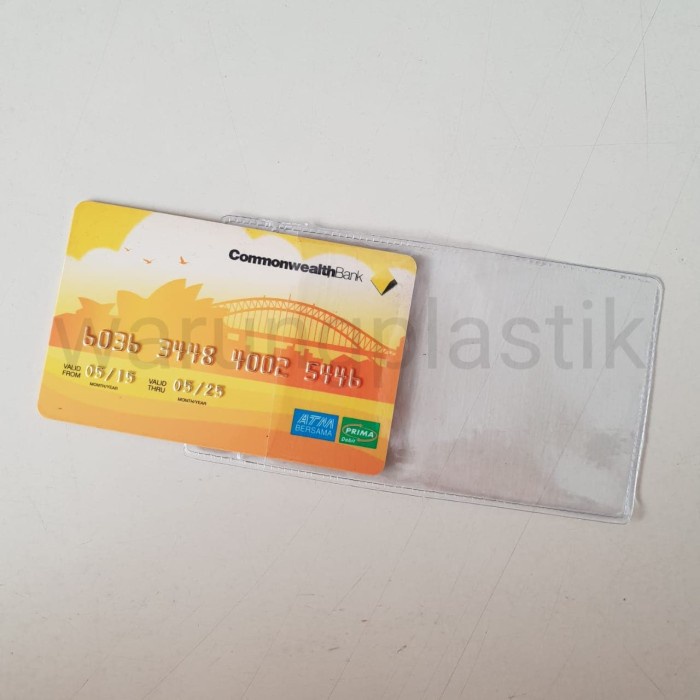 CommonwealthBank
warungplastik
6036 3448 4002 5446
VALID FROM 05/15 VALID THRU 05/25
MONTH/YEAR MONTH/YEAR
ATM BERSAMA
PRIMA
Debit